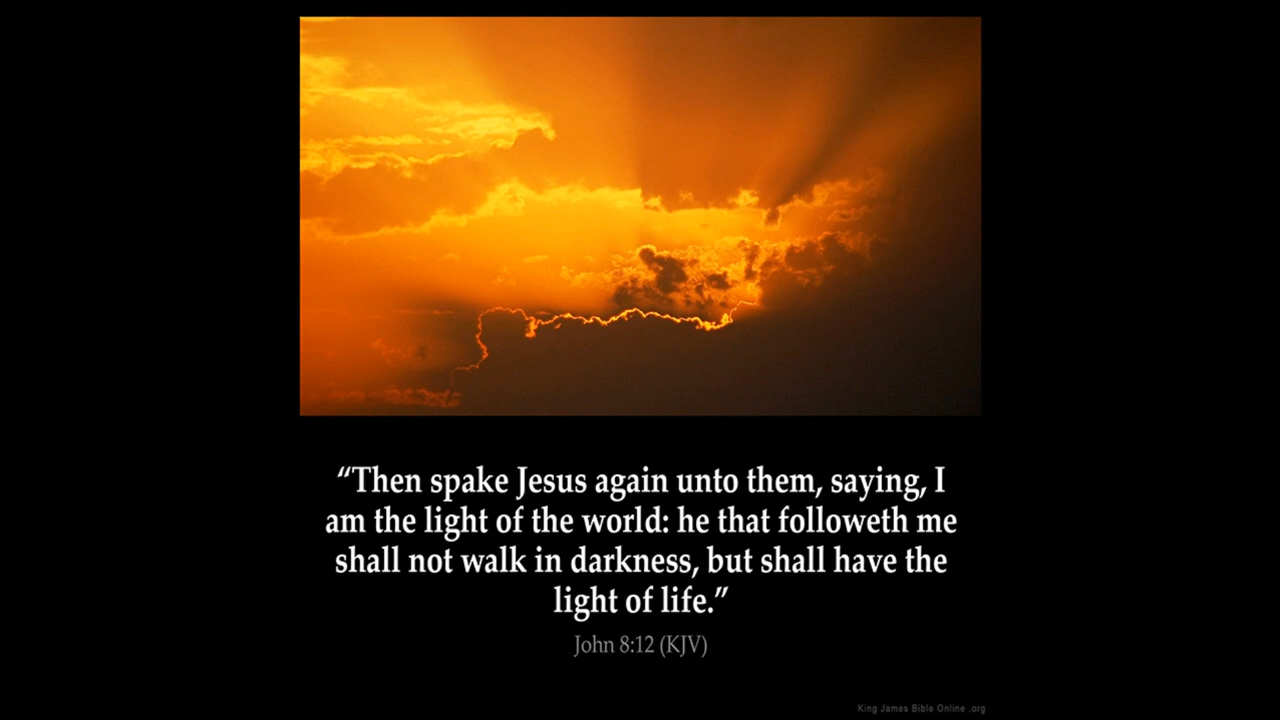 “Then spake Jesus again unto them, saying, I
am the light of the world: he that followeth me
shall not walk in darkness, but shall have the
light of life.”
John 8:12 (KJV)
King James Bible Online .org